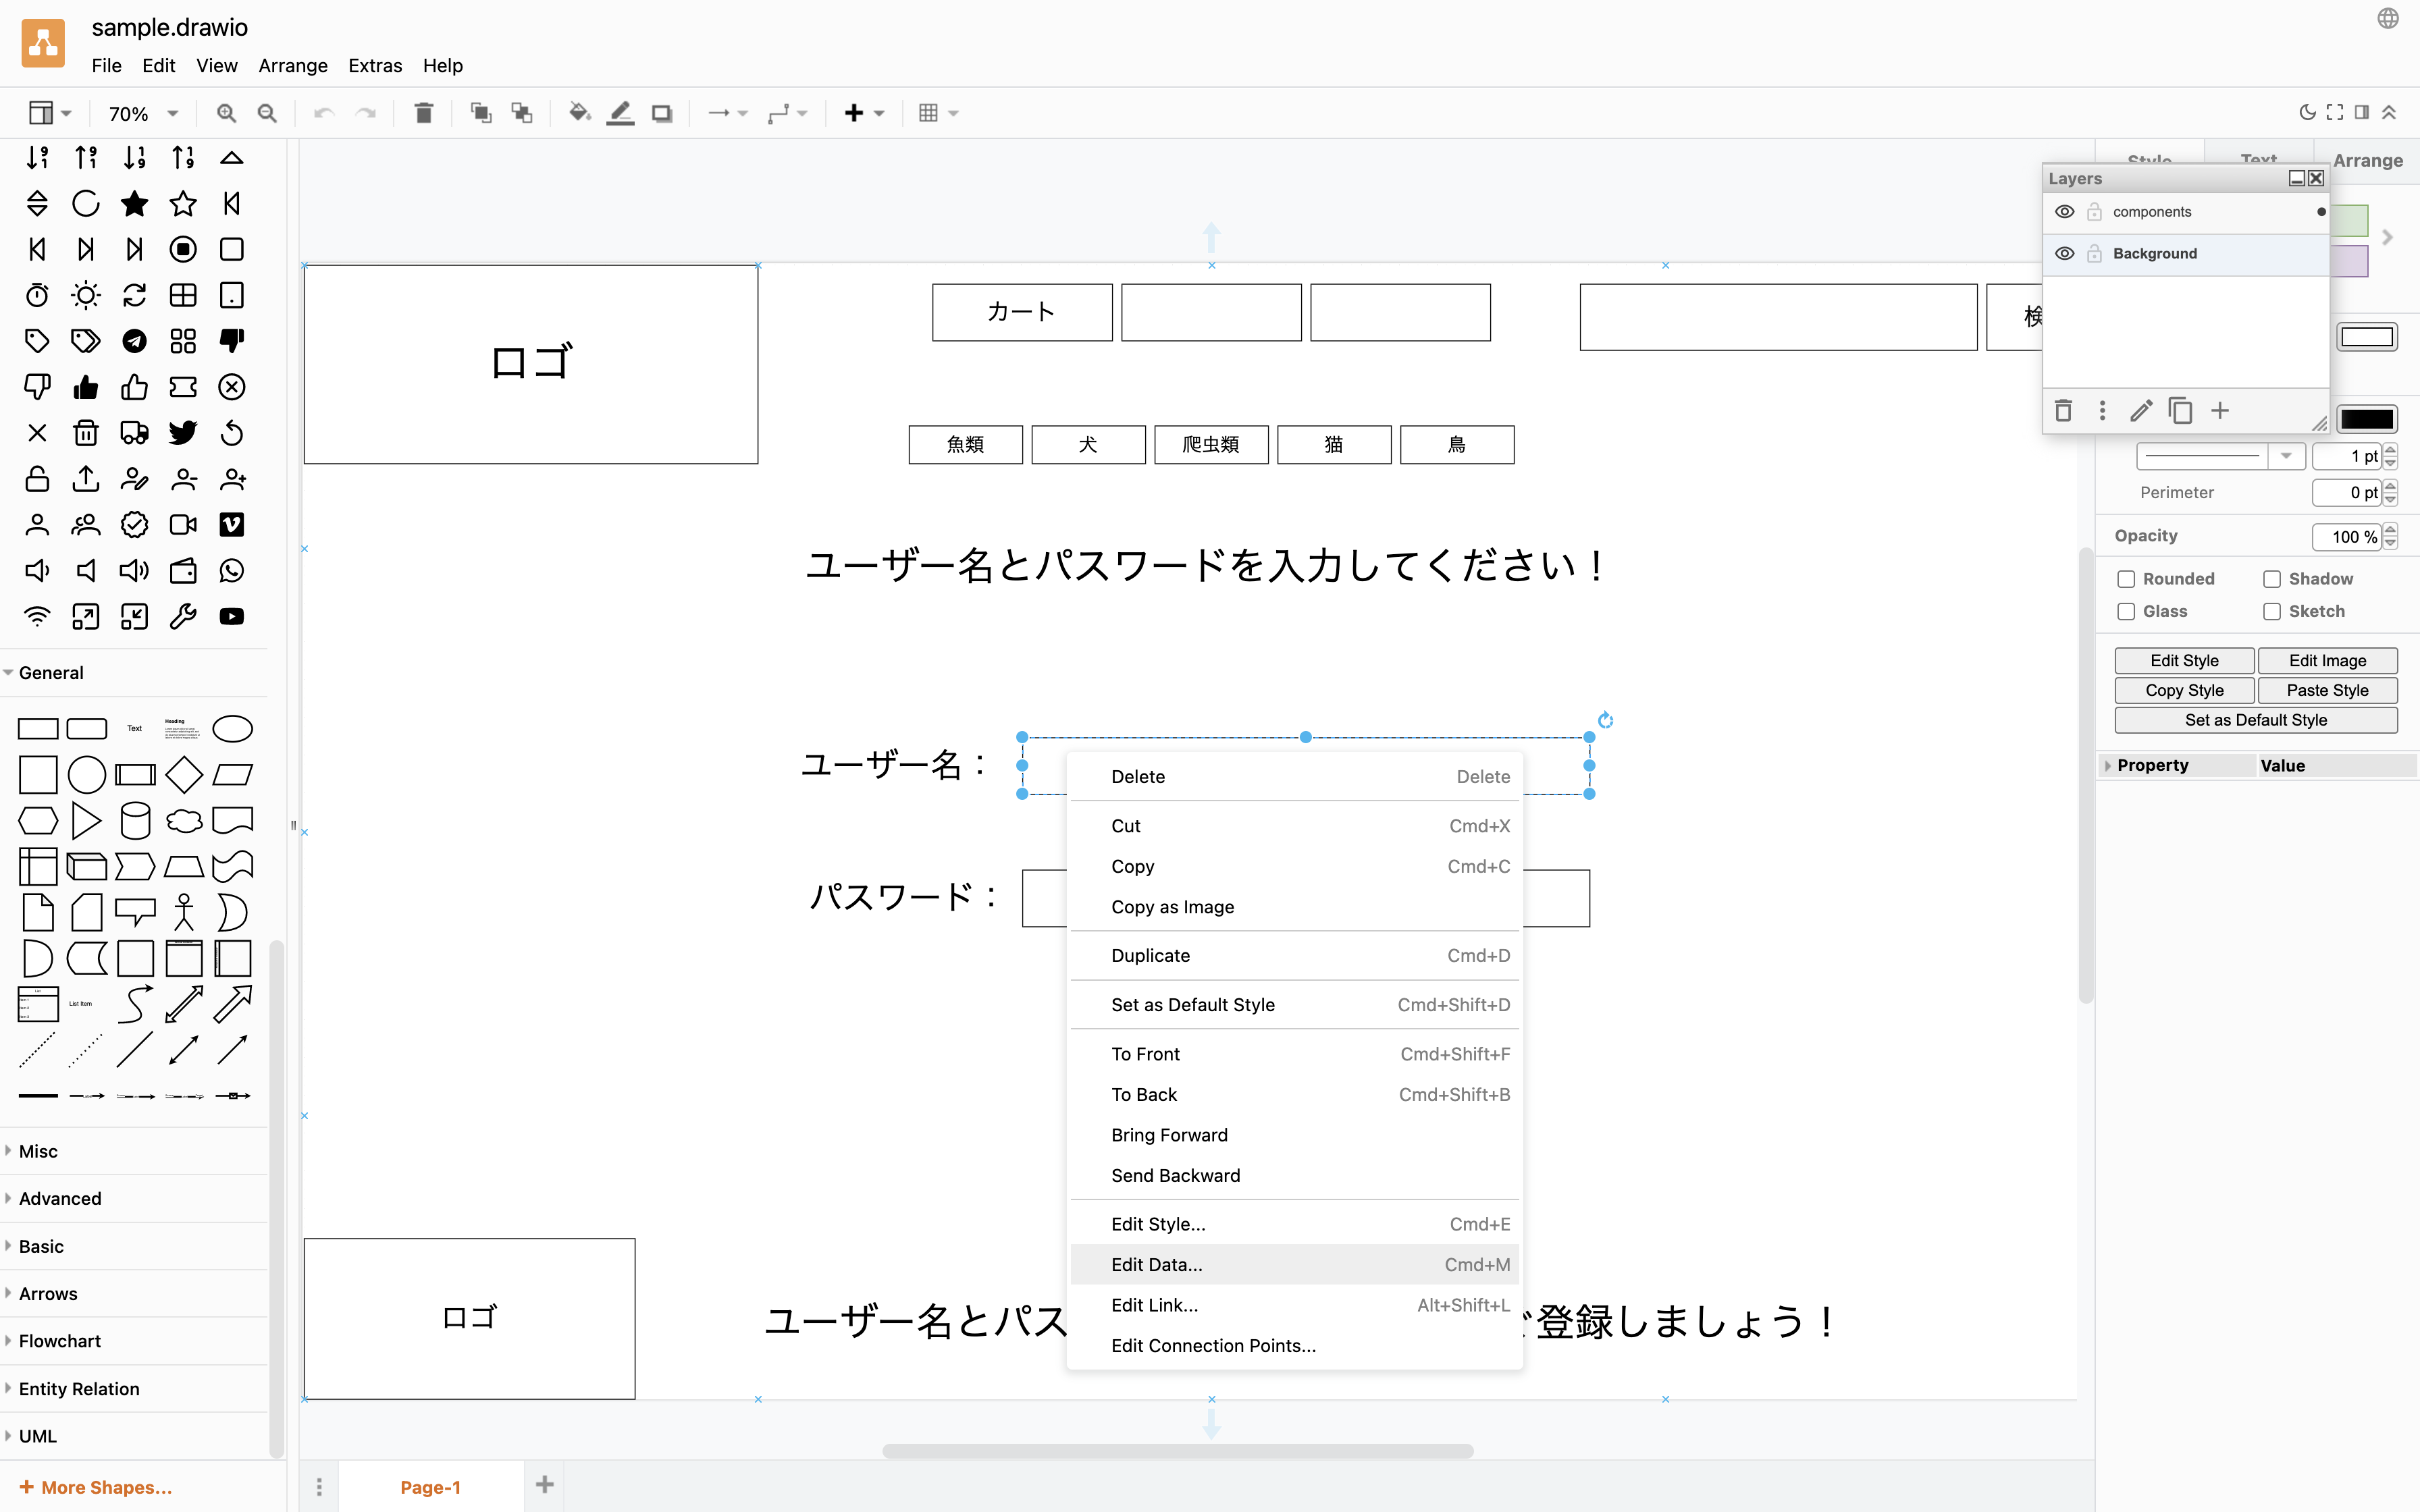 sample.drawio
File Edit View Arrange Extras Help
70%
Style Text Arrange
Layers
components
Background
ロゴ
カート
検
魚類 犬 爬虫類 猫 鳥
ユーザー名とパスワードを入力してください！
ユーザー名：
パスワード：
Delete Delete
Cut Cmd+X
Copy Cmd+C
Copy as Image
Duplicate Cmd+D
Set as Default Style Cmd+Shift+D
To Front Cmd+Shift+F
To Back Cmd+Shift+B
Bring Forward
Send Backward
Edit Style... Cmd+E
Edit Data... Cmd+M
Edit Link... Alt+Shift+L
Edit Connection Points...
ロゴ
ユーザー名とパス
登録しましょう！
1 pt
Perimeter 0 pt
Opacity 100 %
Rounded Shadow
Glass Sketch
Edit Style Edit Image
Copy Style Paste Style
Set as Default Style
Property Value
General
Text
Heading
List
List Item
Misc
Advanced
Basic
Arrows
Flowchart
Entity Relation
UML
+ More Shapes...
Page-1